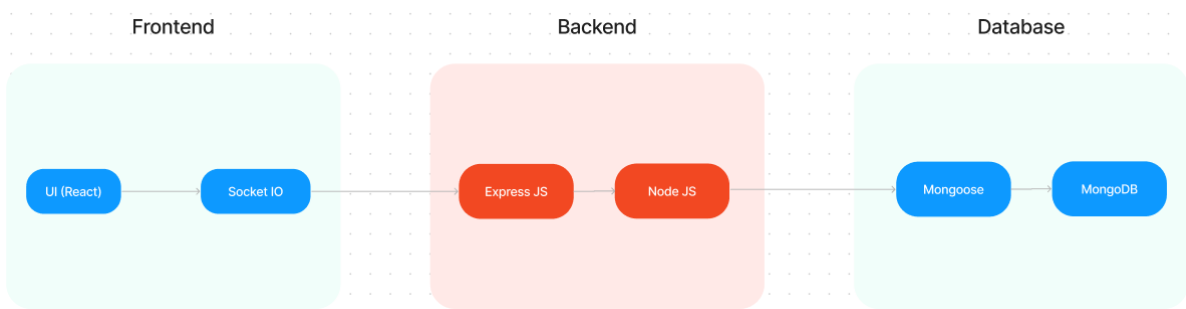 Frontend
Backend
Database
UI (React)
Socket IO
Express JS
Node JS
Mongoose
MongoDB